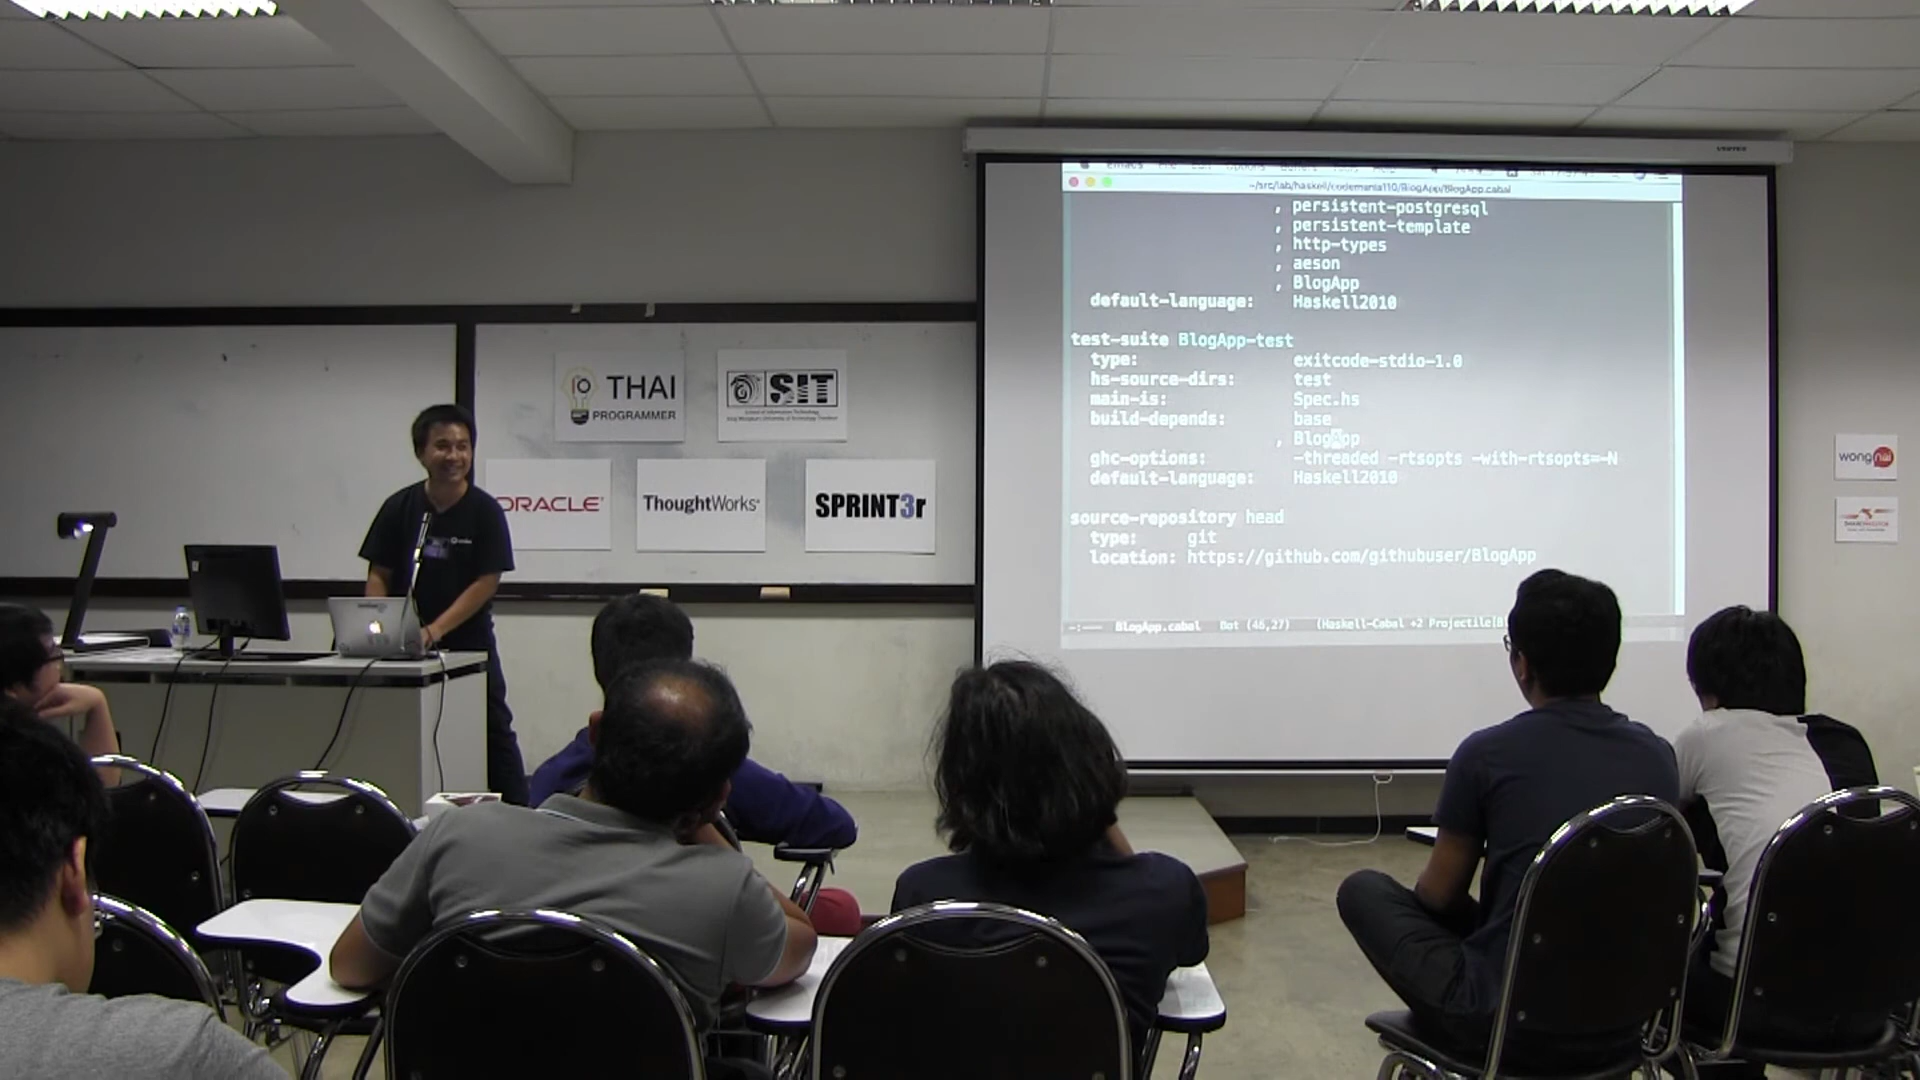 VERTEX
~/src/lab/haskell/codemania110/BlogApp/BlogApp.cabal
, persistent-postgresql
, persistent-template
, http-types
, aeson
, BlogApp
default-language: Haskell2010
test-suite BlogApp-test
type: exitcode-stdio-1.0
hs-source-dirs: test
main-is: Spec.hs
build-depends: base
, BlogApp
ghc-options: -threaded -rtsopts -with-rtsopts=-N
default-language: Haskell2010
source-repository head
type: git
location: https://github.com/githubuser/BlogApp
BlogApp.cabal Bot (46,27) (Haskell-Cabal +2 Projectile
THAI
PROGRAMMER
SIT
ORACLE
ThoughtWorks
SPRINT3r
wongnai